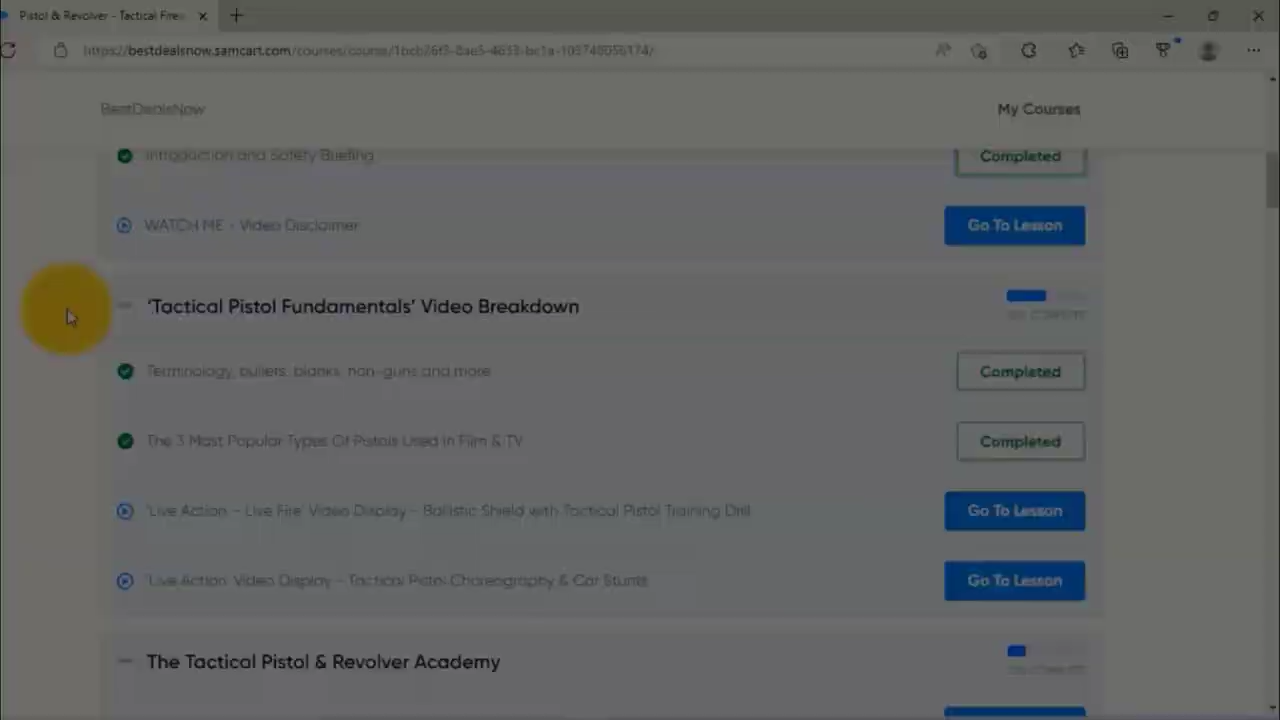 Pistol & Revolver - Tactical Fire
BestDealsNow
My Courses
Introduction and Safety Briefing
Completed
WATCH ME - Video Disclaimer
Go To Lesson
'Tactical Pistol Fundamentals' Video Breakdown
Terminology, bullets, blanks, non-guns and more
Completed
The 3 Most Popular Types Of Pistols Used In Film & TV
Completed
'Live Action - Live Fire' Video Display - Ballistic Shield with Tactical Pistol Training Drill
Go To Lesson
'Live Action' Video Display - Tactical Pistol Choreography & Car Stunts
Go To Lesson
The Tactical Pistol & Revolver Academy